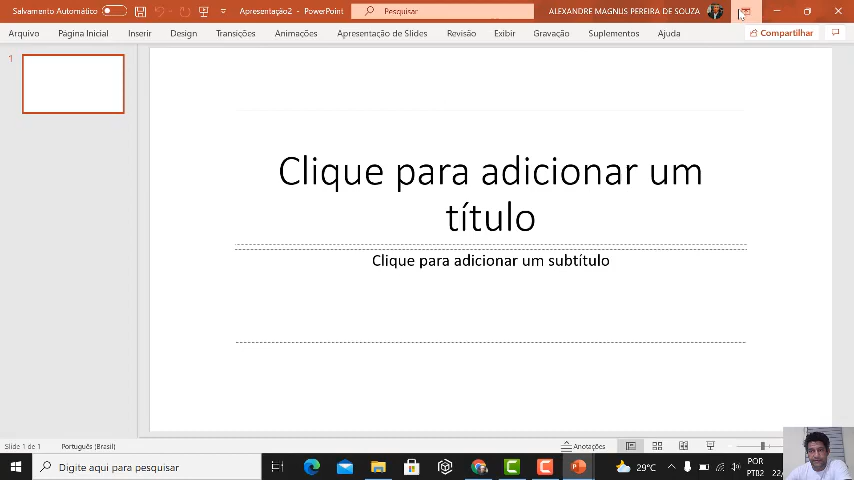 Salvamento Automático
Apresentação2 - PowerPoint
Pesquisar
ALEXANDRE MAGNUS PEREIRA DE SOUZA
Arquivo Página Inicial Inserir Design Transições Animações Apresentação de Slides Revisão Exibir Gravação Suplementos Ajuda Compartilhar
1
Clique para adicionar um
título
Clique para adicionar um subtítulo
Slide 1 de 1 Português (Brasil) Anotações
Digite aqui para pesquisar
29°C
POR
PTB2
22/